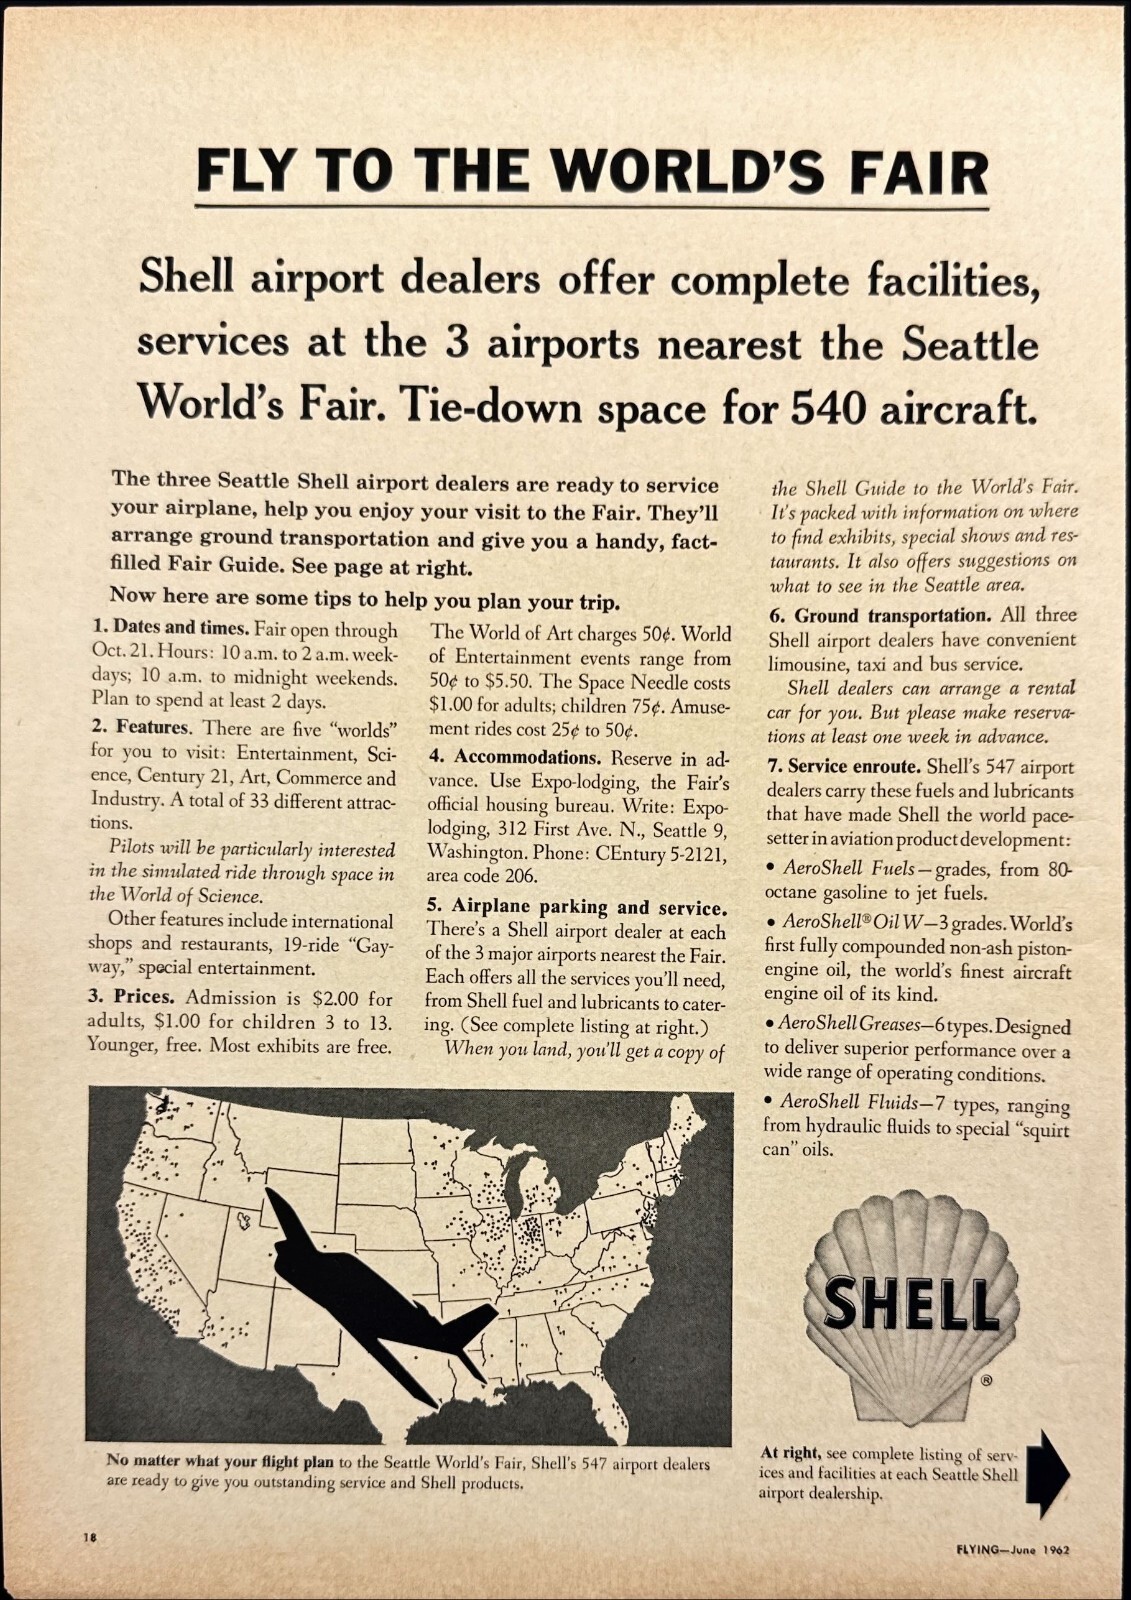 FLY TO THE WORLD'S FAIR
Shell airport dealers offer complete facilities,
services at the 3 airports nearest the Seattle
World's Fair. Tie-down space for 540 aircraft.
The three Seattle Shell airport dealers are ready to service
your airplane, help you enjoy your visit to the Fair. They'll
arrange ground transportation and give you a handy, fact-
filled Fair Guide. See page at right.
Now here are some tips to help you plan your trip.
1. Dates and times. Fair open through
Oct. 21. Hours: 10 a.m. to 2 a.m. week-
days; 10 a.m. to midnight weekends.
Plan to spend at least 2 days.
2. Features. There are five "worlds"
for you to visit: Entertainment, Sci-
ence, Century 21, Art, Commerce and
Industry. A total of 33 different attrac-
tions.
Pilots will be particularly interested
in the simulated ride through space in
the World of Science.
Other features include international
shops and restaurants, 19-ride "Gay-
way," special entertainment.
3. Prices. Admission is $2.00 for
adults, $1.00 for children 3 to 13.
Younger, free. Most exhibits are free.
The World of Art charges 50¢. World
of Entertainment events range from
50¢ to $5.50. The Space Needle costs
$1.00 for adults; children 75¢. Amuse-
ment rides cost 25¢ to 50¢.
4. Accommodations. Reserve in ad-
vance. Use Expo-lodging, the Fair's
official housing bureau. Write: Expo-
lodging, 312 First Ave. N., Seattle 9,
Washington. Phone: CEntury 5-2121,
area code 206.
5. Airplane parking and service.
There's a Shell airport dealer at each
of the 3 major airports nearest the Fair.
Each offers all the services you'll need,
from Shell fuel and lubricants to cater-
ing. (See complete listing at right.)
When you land, you'll get a copy of
the Shell Guide to the World's Fair.
It's packed with information on where
to find exhibits, special shows and res-
taurants. It also offers suggestions on
what to see in the Seattle area.
6. Ground transportation. All three
Shell airport dealers have convenient
limousine, taxi and bus service.
Shell dealers can arrange a rental
car for you. But please make reserva-
tions at least one week in advance.
7. Service enroute. Shell's 547 airport
dealers carry these fuels and lubricants
that have made Shell the world pace-
setter in aviation product development:
• AeroShell Fuels—grades, from 80-
octane gasoline to jet fuels.
• AeroShell® Oil W—3 grades. World's
first fully compounded non-ash piston-
engine oil, the world's finest aircraft
engine oil of its kind.
• AeroShell Greases—6 types. Designed
to deliver superior performance over a
wide range of operating conditions.
• AeroShell Fluids—7 types, ranging
from hydraulic fluids to special "squirt
can" oils.
SHELL
®
No matter what your flight plan to the Seattle World's Fair, Shell's 547 airport dealers
are ready to give you outstanding service and Shell products.
At right, see complete listing of serv-
ices and facilities at each Seattle Shell
airport dealership.
18
FLYING—June 1962